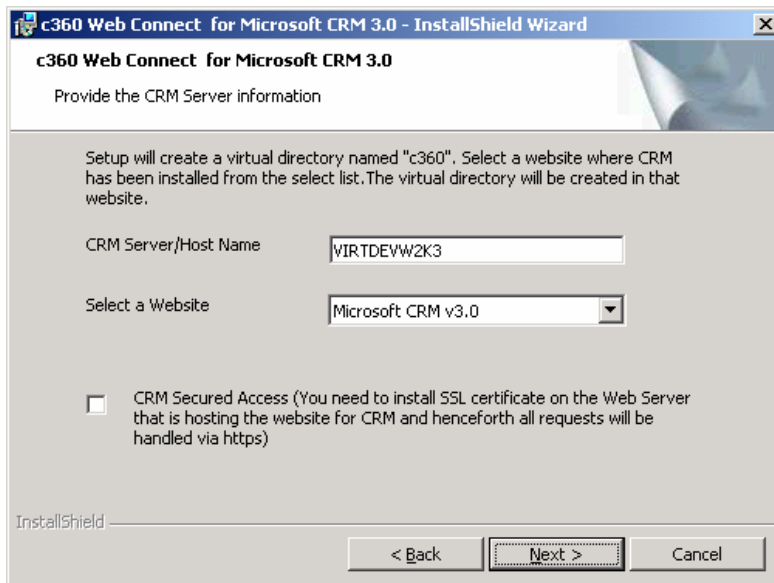 c360 Web Connect  for Microsoft CRM 3.0 - InstallShield Wizard
c360 Web Connect  for Microsoft CRM 3.0
Provide the CRM Server information
Setup will create a virtual directory named "c360". Select a website where CRM
has been installed from the select list.The virtual directory will be created in that
website.
CRM Server/Host Name
VIRTDEVW2K3
Select a Website
Microsoft CRM v3.0
CRM Secured Access (You need to install SSL certificate on the Web Server
that is hosting the website for CRM and henceforth all requests will be
handled via https)
InstallShield
< Back
Next >
Cancel